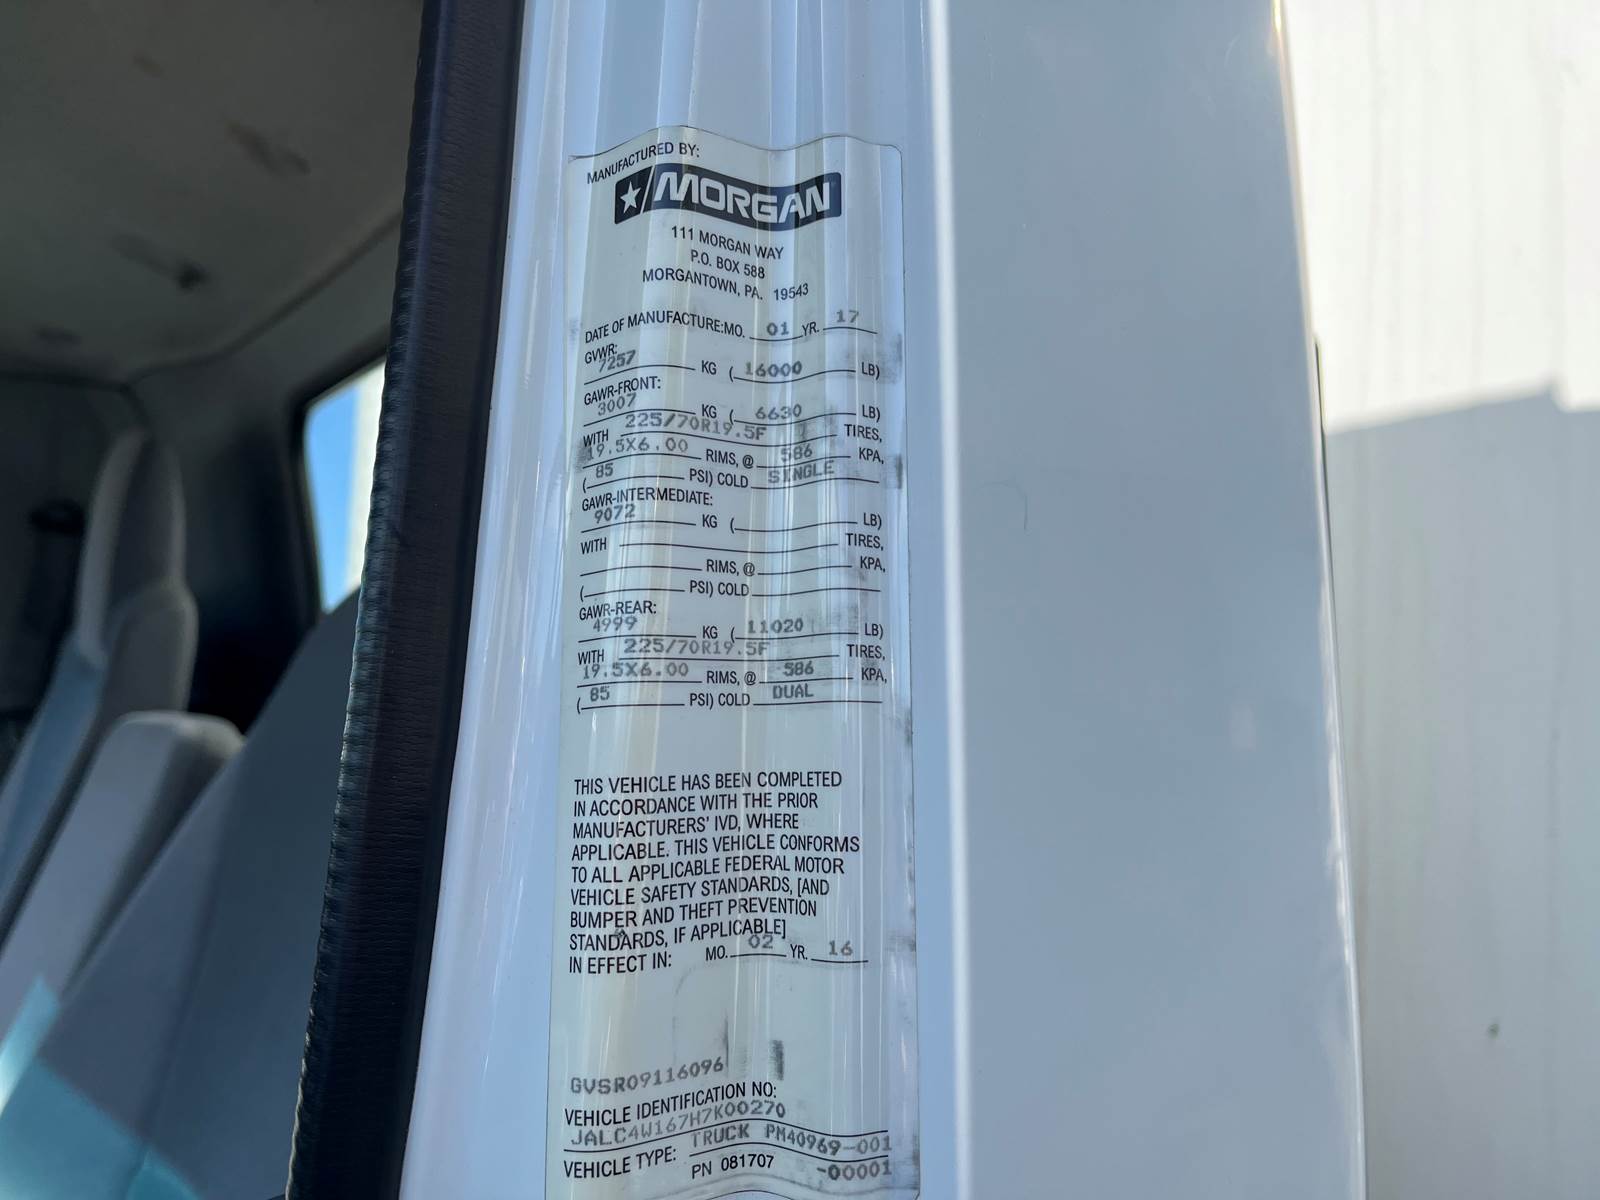 MANUFACTURED BY:
MORGAN
111 MORGAN WAY
P.O. BOX 588
MORGANTOWN, PA. 19543
DATE OF MANUFACTURE:MO. 01 YR. 17
GVWR:
7257 KG ( 16000 LB)
GAWR-FRONT:
3007 KG ( 6630 LB)
WITH 225/70R19.5F TIRES,
19.5X6.00 RIMS, @ 586 KPA,
( 85 PSI) COLD SINGLE
GAWR-INTERMEDIATE:
9072 KG ( LB)
WITH TIRES,
RIMS, @ KPA,
( PSI) COLD
GAWR-REAR:
4999 KG ( 11020 LB)
WITH 225/70R19.5F TIRES,
19.5X6.00 RIMS, @ 586 KPA,
( 85 PSI) COLD DUAL
THIS VEHICLE HAS BEEN COMPLETED
IN ACCORDANCE WITH THE PRIOR
MANUFACTURERS' IVD, WHERE
APPLICABLE. THIS VEHICLE CONFORMS
TO ALL APPLICABLE FEDERAL MOTOR
VEHICLE SAFETY STANDARDS, [AND
BUMPER AND THEFT PREVENTION
STANDARDS, IF APPLICABLE]
IN EFFECT IN: MO. 02 YR. 16
GVSR09116096
VEHICLE IDENTIFICATION NO:
JALC4W167H7K00270
VEHICLE TYPE: TRUCK PM40969-001
PN 081707 -00001